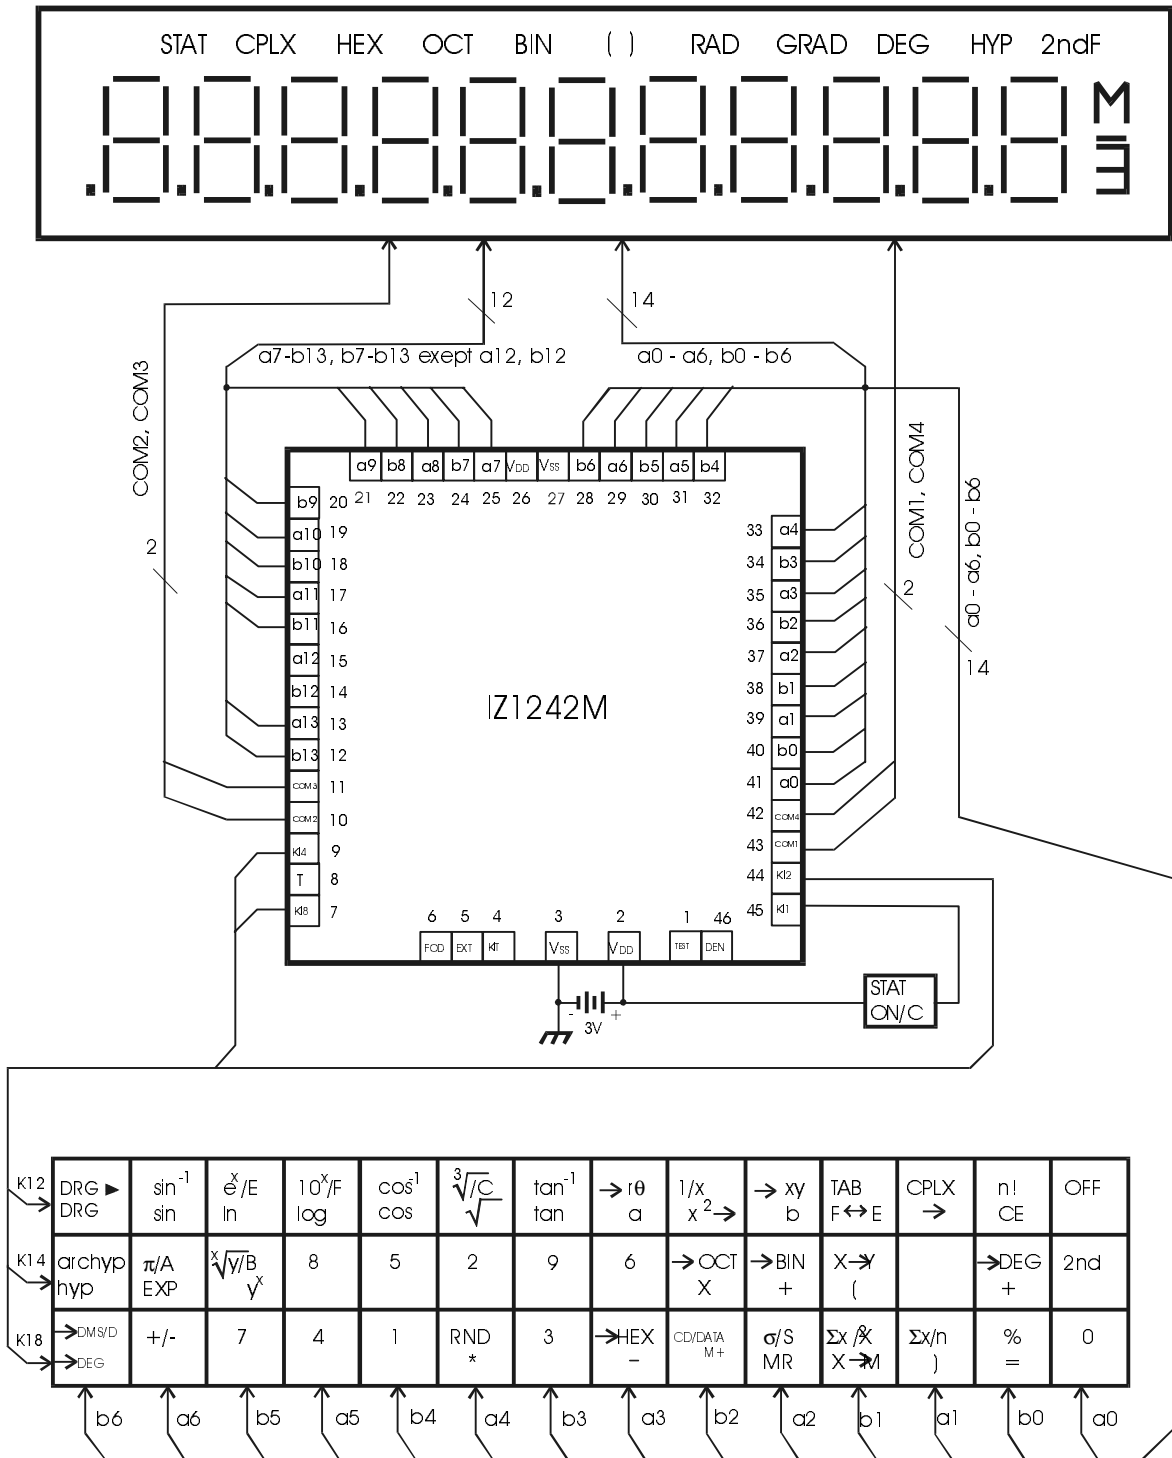 STAT CPLX HEX OCT BIN ( ) RAD GRAD DEG HYP 2ndF
M
12
14
a7-b13, b7-b13 exept a12, b12
a0 - a6, b0 - b6
COM2, COM3
2
COM1, COM4
2
a0 - a6, b0 - b6
14
a9 b8 a8 b7 a7 VDD VSS b6 a6 b5 a5 b4
21 22 23 24 25 26 27 28 29 30 31 32
b9 20
a10 19
b10 18
a11 17
b11 16
a12 15
b12 14
a13 13
b13 12
COM3 11
COM2 10
KI4 9
T 8
KI8 7
IZ1242M
33 a4
34 b3
35 a3
36 b2
37 a2
38 b1
39 a1
40 b0
41 a0
42 COM4
43 COM1
44 KI2
45 KI1
6 5 4 3 2 1 46
FOD EXT KIT VSS VDD TEST DEN
- 3V +
STAT
ON/C
K12
DRG ►
DRG
sin⁻¹
sin
eˣ/E
ln
10ˣ/F
log
cos⁻¹
cos
³√/C
√
tan⁻¹
tan
→ rθ
a
1/x
x² →
→ xy
b
TAB
F ↔ E
CPLX
→
n!
CE
OFF
K14
archyp
hyp
π/A
EXP
ˣ√y/B
yˣ
8
5
2
9
6
→ OCT
X
→ BIN
+
X→Y
(
→DEG
+
2nd
K18
→DMS/D
→DEG
+/-
7
4
1
RND
*
3
→HEX
−
CD/DATA
M+
σ/S
MR
Σx²/X
X→M
Σx/n
)
%
=
0
b6 a6 b5 a5 b4 a4 b3 a3 b2 a2 b1 a1 b0 a0